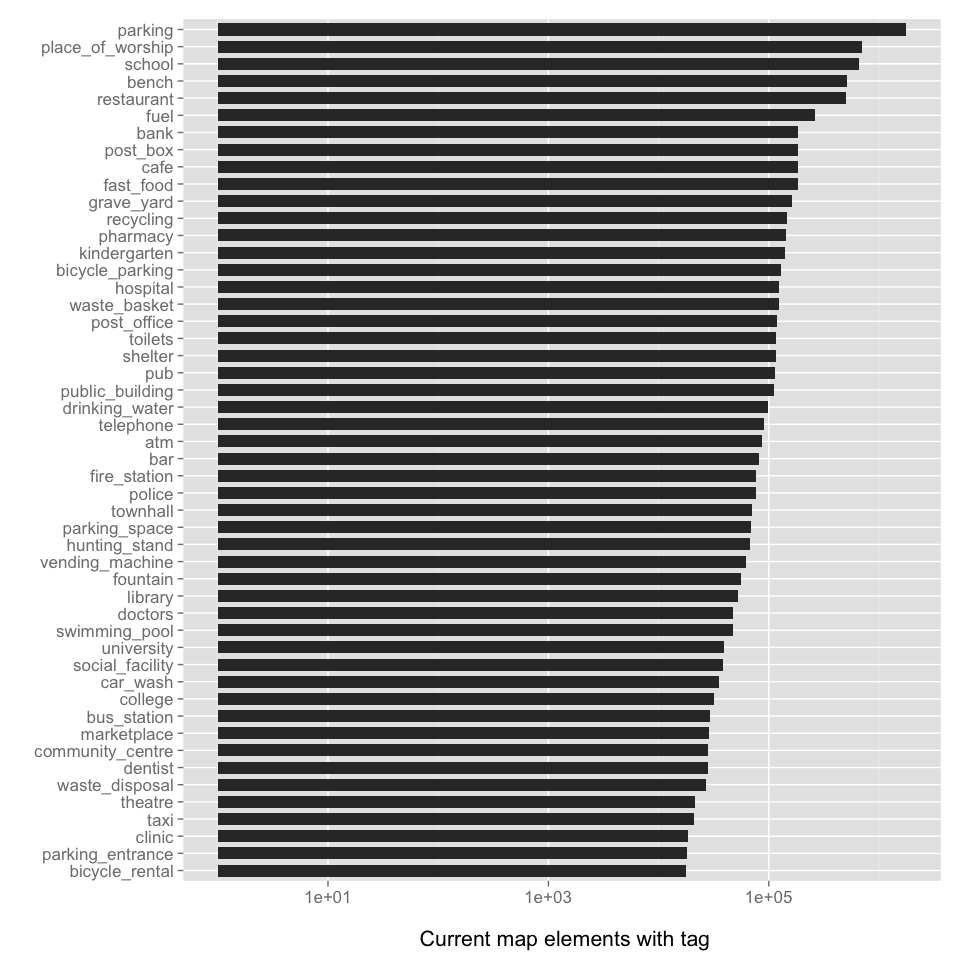 parking
place_of_worship
school
bench
restaurant
fuel
bank
post_box
cafe
fast_food
grave_yard
recycling
pharmacy
kindergarten
bicycle_parking
hospital
waste_basket
post_office
toilets
shelter
pub
public_building
drinking_water
telephone
atm
bar
fire_station
police
townhall
parking_space
hunting_stand
vending_machine
fountain
library
doctors
swimming_pool
university
social_facility
car_wash
college
bus_station
marketplace
community_centre
dentist
waste_disposal
theatre
taxi
clinic
parking_entrance
bicycle_rental
1e+01 1e+03 1e+05
Current map elements with tag